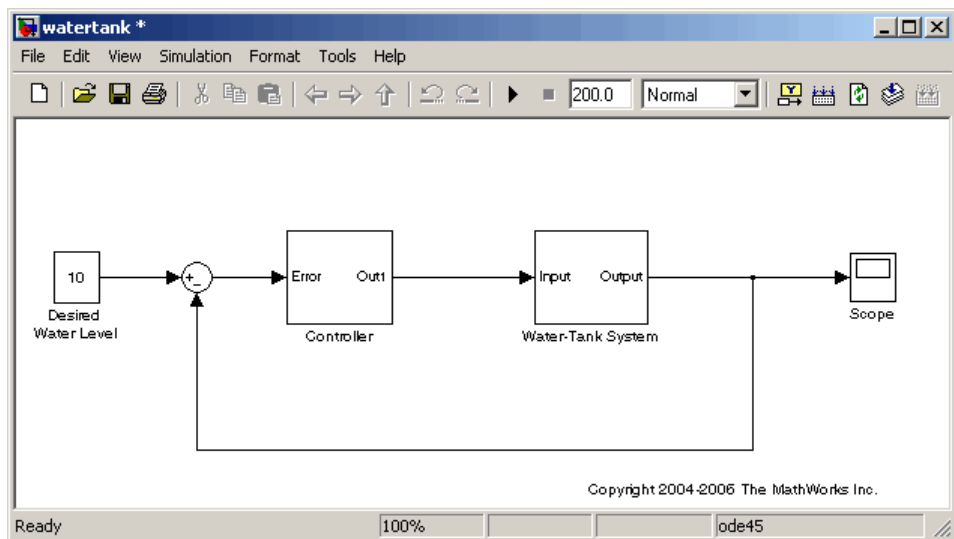 watertank *
File Edit View Simulation Format Tools Help
200.0 Normal
10
+
-
Desired
Water Level
Error Out1
Controller
Input Output
Water-Tank System
Scope
Copyright 2004-2006 The MathWorks Inc.
Ready 100% ode45